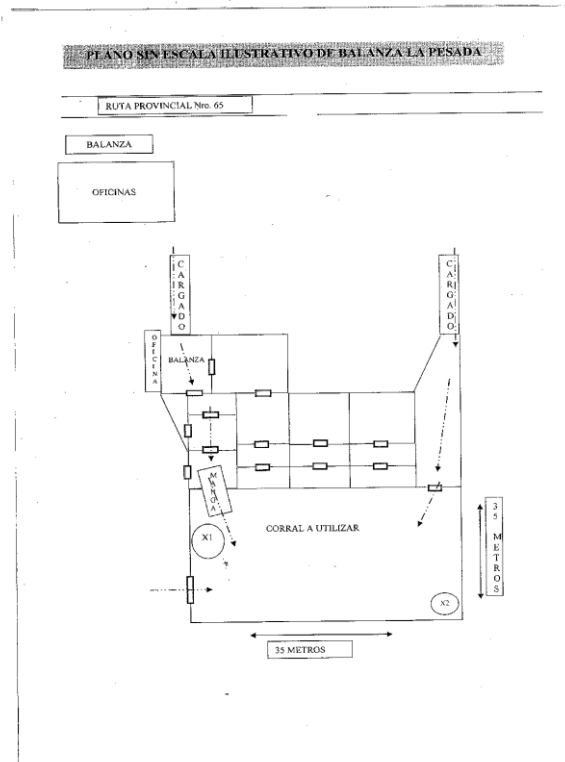 PLANO SIN ESCALA ILUSTRATIVO DE BALANZA LA PESADA
RUTA PROVINCIAL Nro. 65
BALANZA
OFICINAS
CARGADO
CARGADO
OFICINA
BALANZA
MANGA
X1
CORRAL A UTILIZAR
35 METROS
X2
35 METROS